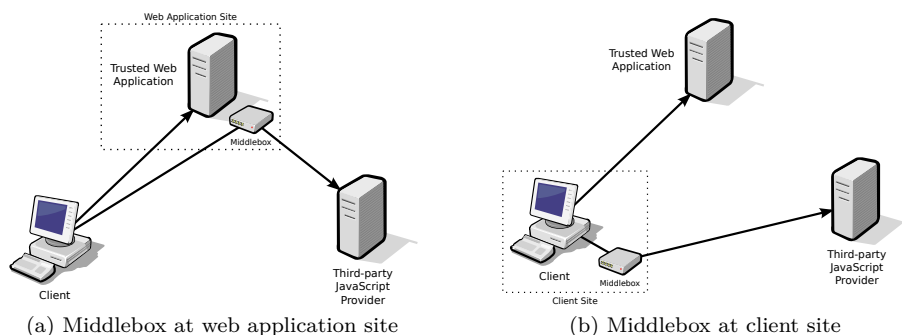 Web Application Site
Trusted Web
Application
Middlebox
Client
Third-party
JavaScript
Provider
(a) Middlebox at web application site
Trusted Web
Application
Client
Middlebox
Client Site
Third-party
JavaScript
Provider
(b) Middlebox at client site